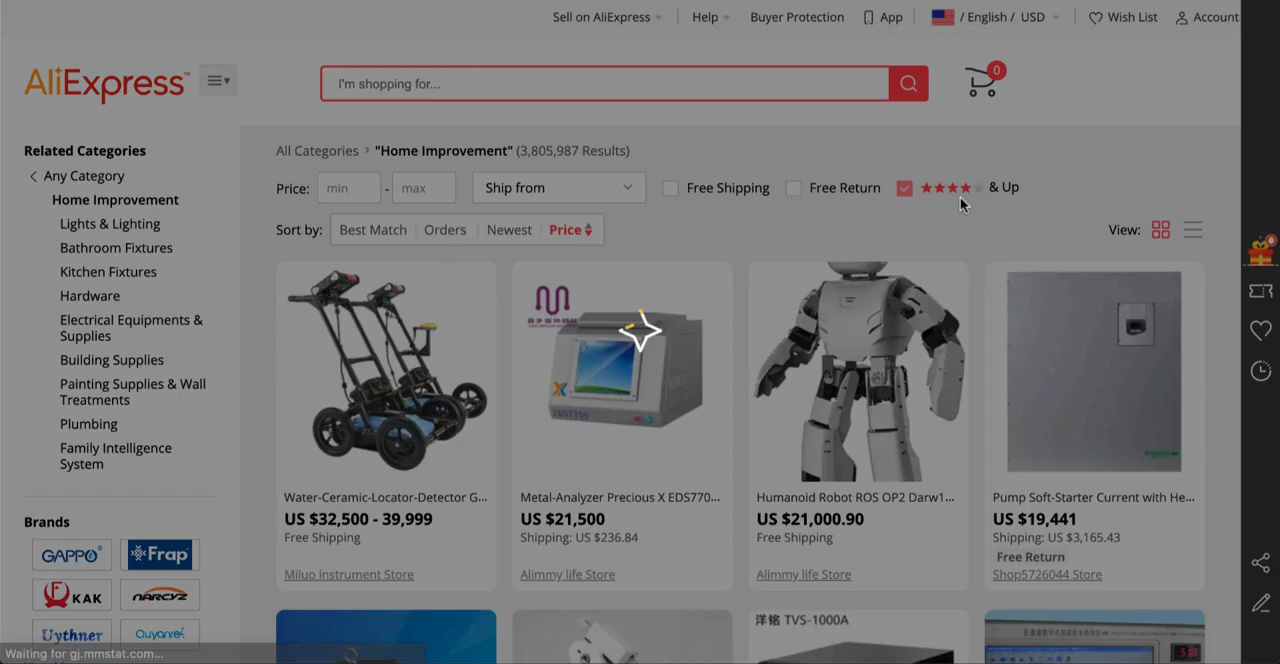 Sell on AliExpress
Help
Buyer Protection
App
/ English / USD
Wish List
Account
AliExpress™
I'm shopping for...
0
Related Categories
Any Category
Home Improvement
Lights & Lighting
Bathroom Fixtures
Kitchen Fixtures
Hardware
Electrical Equipments &
Supplies
Building Supplies
Painting Supplies & Wall
Treatments
Plumbing
Family Intelligence
System
Brands
GAPPO
Frap
KAK
NARCYZ
Uythner
Quyanre
Waiting for gj.mmstat.com...
All Categories > "Home Improvement" (3,805,987 Results)
Price: min - max
Ship from
Free Shipping
Free Return
& Up
Sort by: Best Match Orders Newest Price
View:
Water-Ceramic-Locator-Detector G...
US $32,500 - 39,999
Free Shipping
Miluo instrument Store
EDS7705
Metal-Analyzer Precious X EDS770...
US $21,500
Shipping: US $236.84
Alimmy life Store
Humanoid Robot ROS OP2 Darw1...
US $21,000.90
Free Shipping
Alimmy life Store
Pump Soft-Starter Current with He...
US $19,441
Shipping: US $3,165.43
Free Return
Shop5726044 Store
洋铭 TVS-1000A